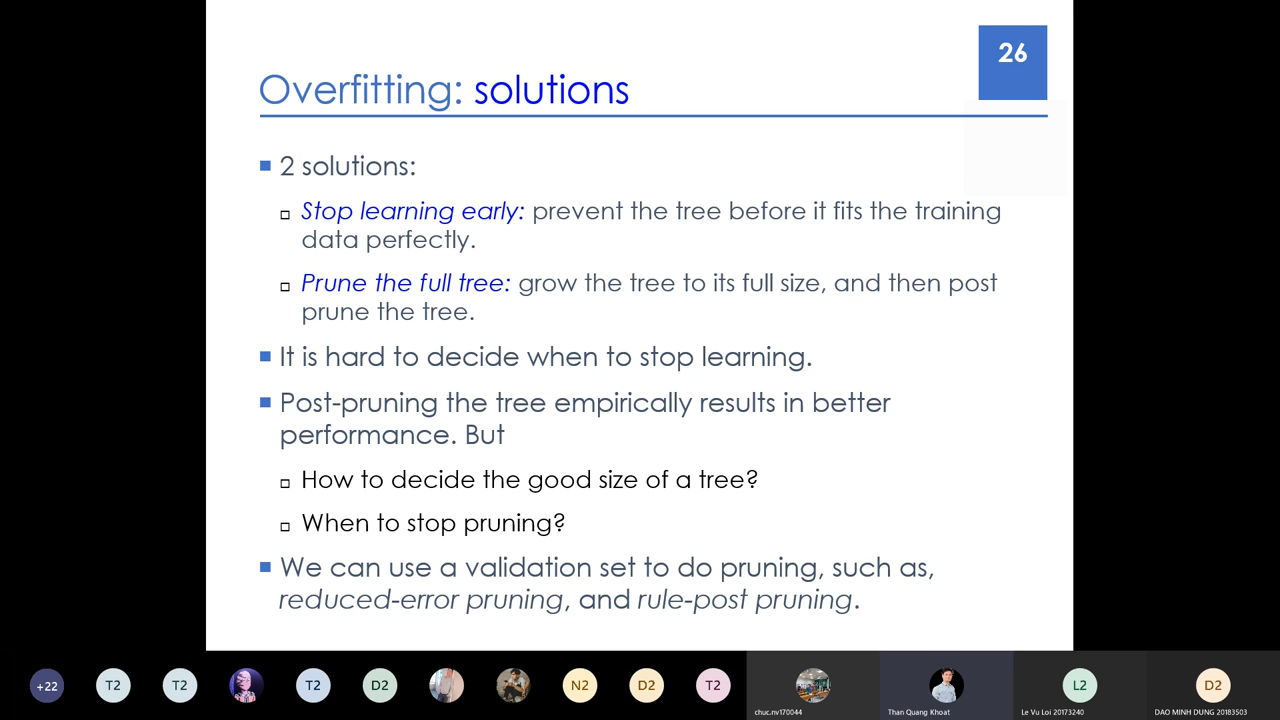 26
Overfitting: solutions
2 solutions:
Stop learning early: prevent the tree before it fits the training
data perfectly.
Prune the full tree: grow the tree to its full size, and then post
prune the tree.
It is hard to decide when to stop learning.
Post-pruning the tree empirically results in better
performance. But
How to decide the good size of a tree?
When to stop pruning?
We can use a validation set to do pruning, such as,
reduced-error pruning, and rule-post pruning.
+22
T2
T2
T2
D2
N2
D2
T2
L2
D2
chuc.nv170044
Than Quang Khoat
Le Vu Loi 20173240
DAO MINH DUNG 20183503